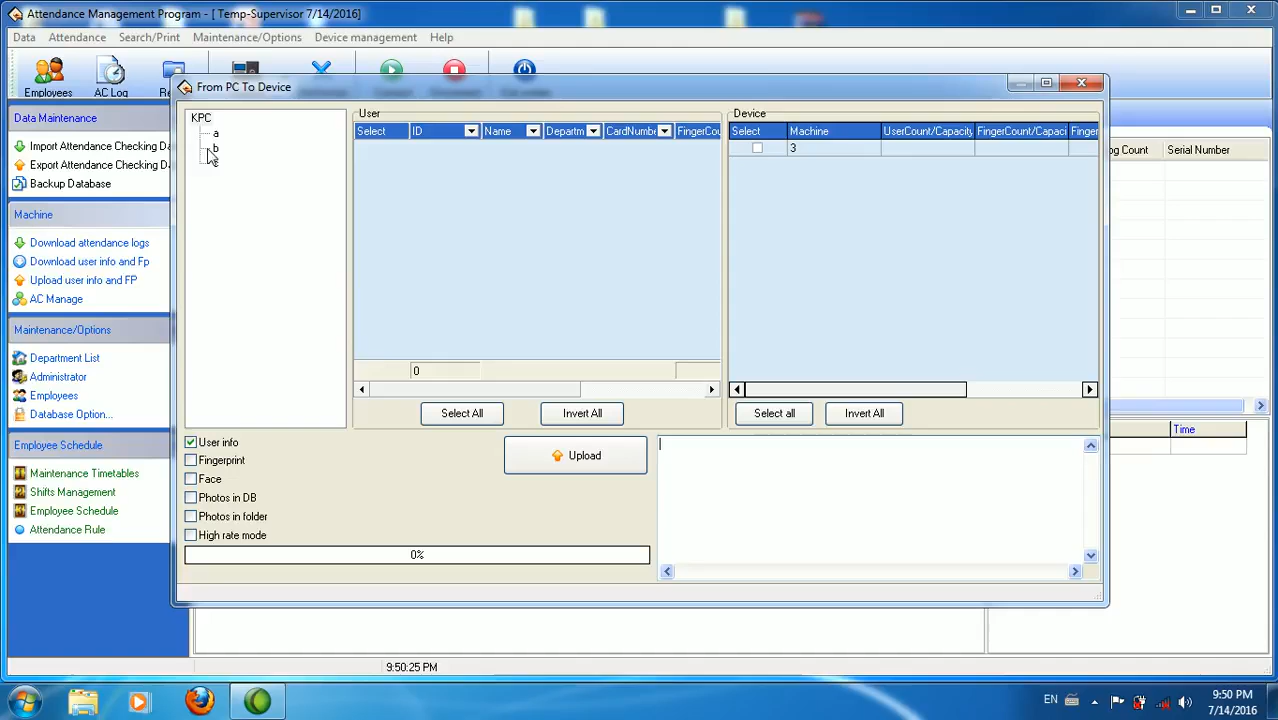 Attendance Management Program - [ Temp-Supervisor 7/14/2016]
Data Attendance Search/Print Maintenance/Options Device management Help
Employees AC Log
From PC To Device
Data Maintenance
Import Attendance Checking Da
Export Attendance Checking Da
Backup Database
Machine
Download attendance logs
Download user info and Fp
Upload user info and FP
AC Manage
Maintenance/Options
Department List
Administrator
Employees
Database Option...
Employee Schedule
Maintenance Timetables
Shifts Management
Employee Schedule
Attendance Rule
KPC
a
b
User
Select ID Name Departm CardNumbe FingerCou
0
Select All Invert All
Device
Select Machine UserCount/Capacity FingerCount/Capaci Finger
3
Select all Invert All
User info
Fingerprint
Face
Photos in DB
Photos in folder
High rate mode
Upload
0%
og Count Serial Number
Time
9:50:25 PM
EN
9:50 PM
7/14/2016